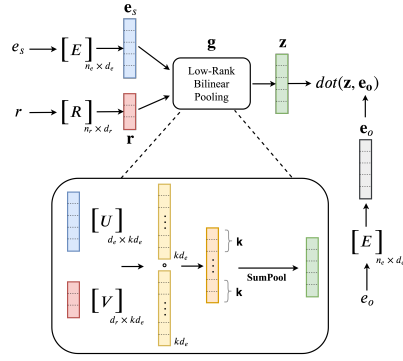 e_s [E] n_e × d_e e_s
g
z
Low-Rank
Bilinear
Pooling
dot(z, e_o)
r [R] n_r × d_r r
e_o
[U] d_e × kd_e
kd_e
k
SumPool
k
[V] d_r × kd_e
kd_e
[E] n_e × d
e_o